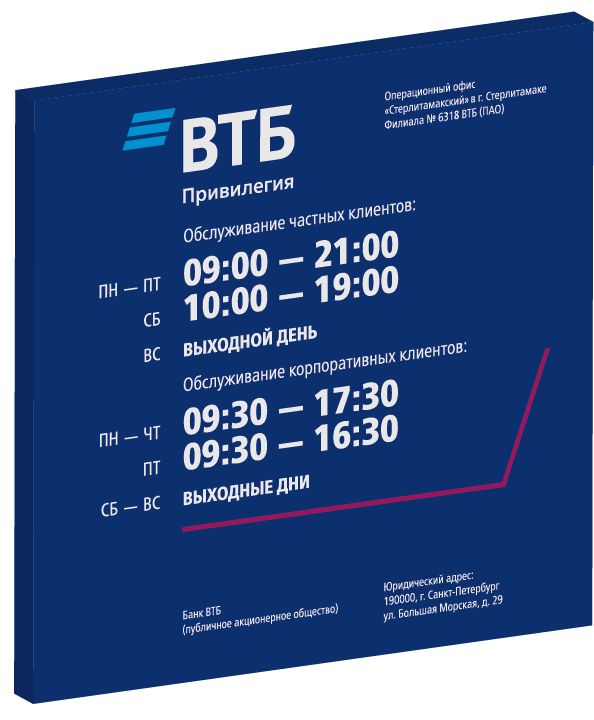 ВТБ
Привилегия
Операционный офис
«Стерлитамакский» в г. Стерлитамаке
Филиала № 6318 ВТБ (ПАО)
Обслуживание частных клиентов:
ПН — ПТ 09:00 — 21:00
СБ 10:00 — 19:00
ВС ВЫХОДНОЙ ДЕНЬ
Обслуживание корпоративных клиентов:
ПН — ЧТ 09:30 — 17:30
ПТ 09:30 — 16:30
СБ — ВС ВЫХОДНЫЕ ДНИ
Банк ВТБ
(публичное акционерное общество)
Юридический адрес:
190000, г. Санкт-Петербург
ул. Большая Морская, д. 29